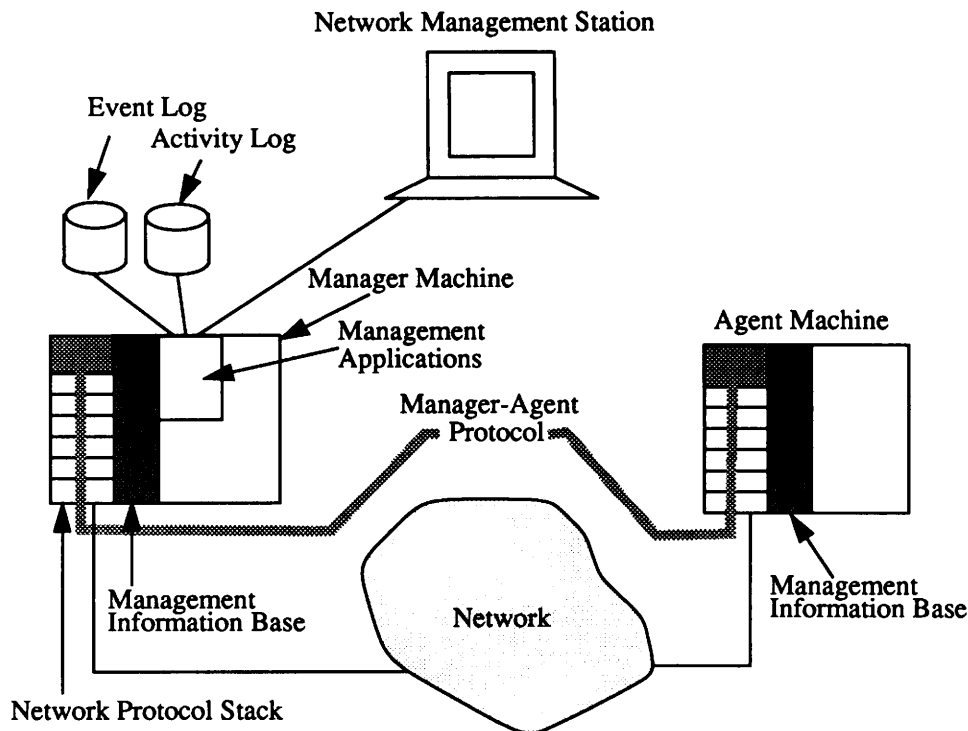 Network Management Station
Event Log
Activity Log
Manager Machine
Management
Applications
Agent Machine
Manager-Agent
Protocol
Management
Information Base
Network
Management
Information Base
Network Protocol Stack